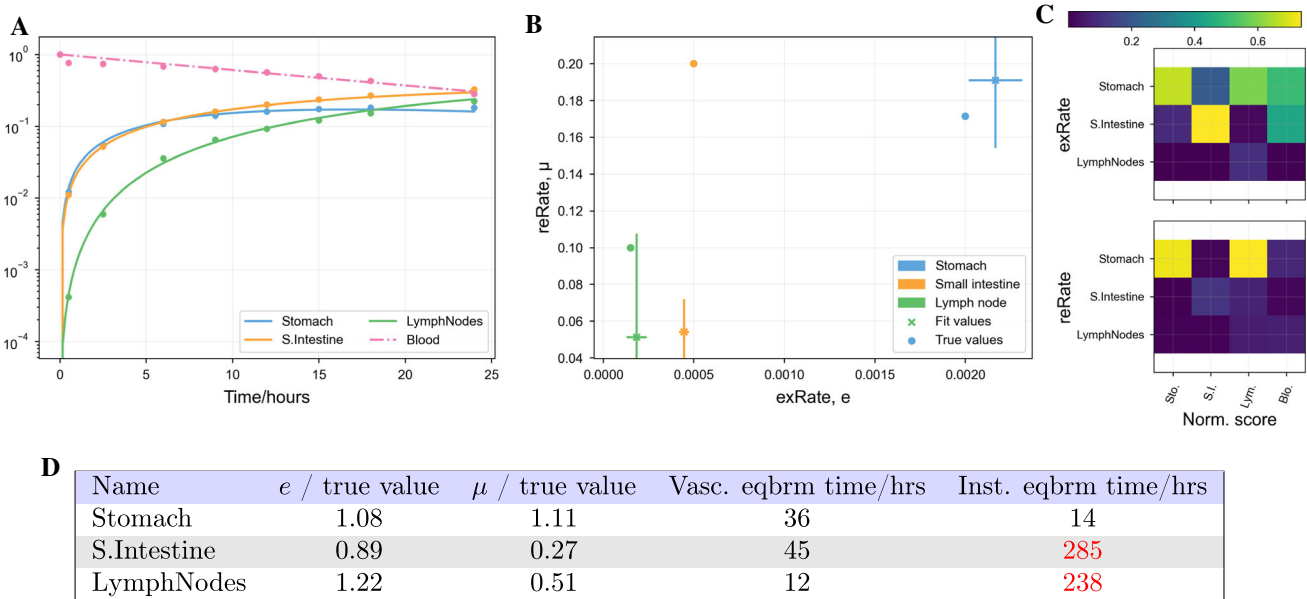 A
10^0
10^-1
10^-2
10^-3
10^-4
0 5 10 15 20 25
Time/hours
Stomach
S.Intestine
LymphNodes
Blood
B
0.20
0.18
0.16
0.14
0.12
0.10
0.08
0.06
0.04
reRate, μ
0.0000 0.0005 0.0010 0.0015 0.0020
exRate, e
Stomach
Small intestine
Lymph node
Fit values
True values
C
0.2 0.4 0.6
exRate
Stomach
S.Intestine
LymphNodes
reRate
Stomach
S.Intestine
LymphNodes
Sto. S.I. Lym. Blo.
Norm. score
D
Name e / true value μ / true value Vasc. eqbrm time/hrs Inst. eqbrm time/hrs
Stomach 1.08 1.11 36 14
S.Intestine 0.89 0.27 45 285
LymphNodes 1.22 0.51 12 238